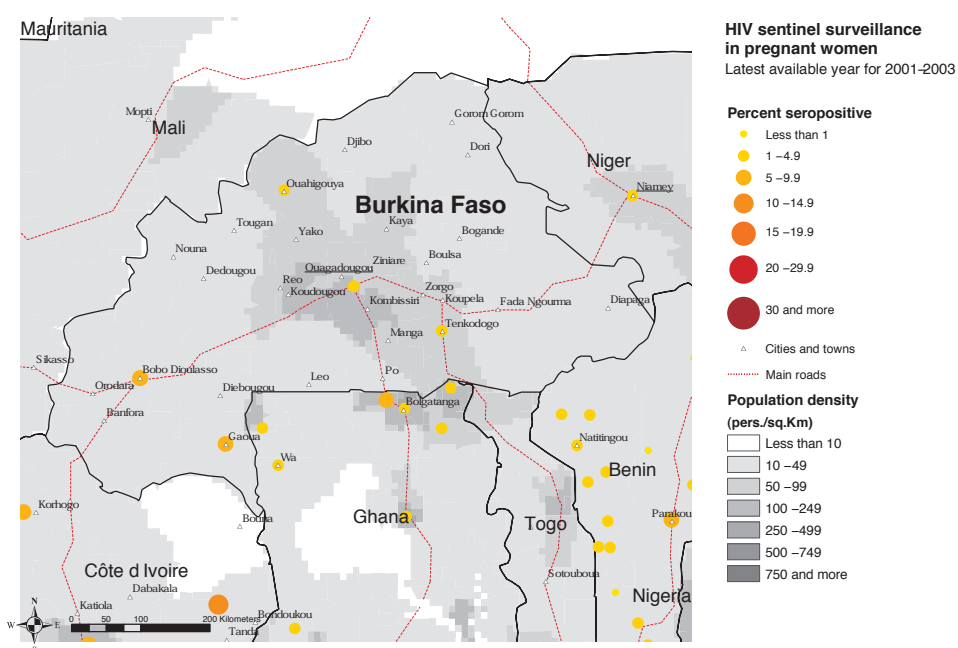 Mauritania
Mopti
Mali
Gorom Gorom
Djibo
Dori
Niger
Niamey
Ouahigouya
Burkina Faso
Tougan
Kaya
Yako
Bogande
Nouna
Ziniare
Boulsa
Ouagadougou
Dedougou
Reo
Koudougou
Zorgo
Kombissiri
Koupela
Fada Ngourma
Diapaga
Tenkodogo
Manga
Sikasso
Bobo Dioulasso
Po
Leo
Orodara
Diebougou
Banfora
Bolgatanga
Gaoua
Natitingou
Wa
Benin
Korhogo
Ghana
Parakou
Bouna
Togo
Côte d Ivoire
Sotouboua
Dabakala
Nigeria
Katiola
Bondoukou
Tanda
N
W
E
S
0 50 100 200 Kilometers
HIV sentinel surveillance
in pregnant women
Latest available year for 2001-2003
Percent seropositive
Less than 1
1 –4.9
5 –9.9
10 –14.9
15 –19.9
20 –29.9
30 and more
Cities and towns
Main roads
Population density
(pers./sq.Km)
Less than 10
10 –49
50 –99
100 –249
250 –499
500 –749
750 and more